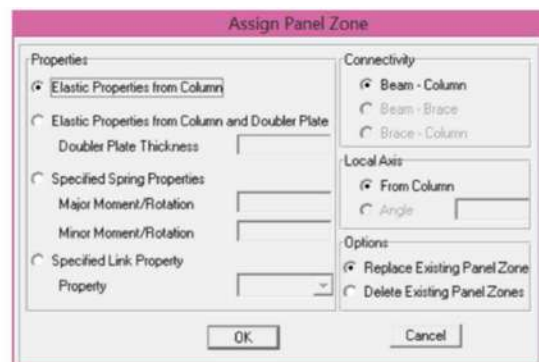 Assign Panel Zone
Properties
Elastic Properties from Column
Elastic Properties from Column and Doubler Plate
Doubler Plate Thickness
Specified Spring Properties
Major Moment/Rotation
Minor Moment/Rotation
Specified Link Property
Property
Connectivity
Beam - Column
Beam - Brace
Brace - Column
Local Axis
From Column
Angle
Options
Replace Existing Panel Zone
Delete Existing Panel Zones
OK
Cancel